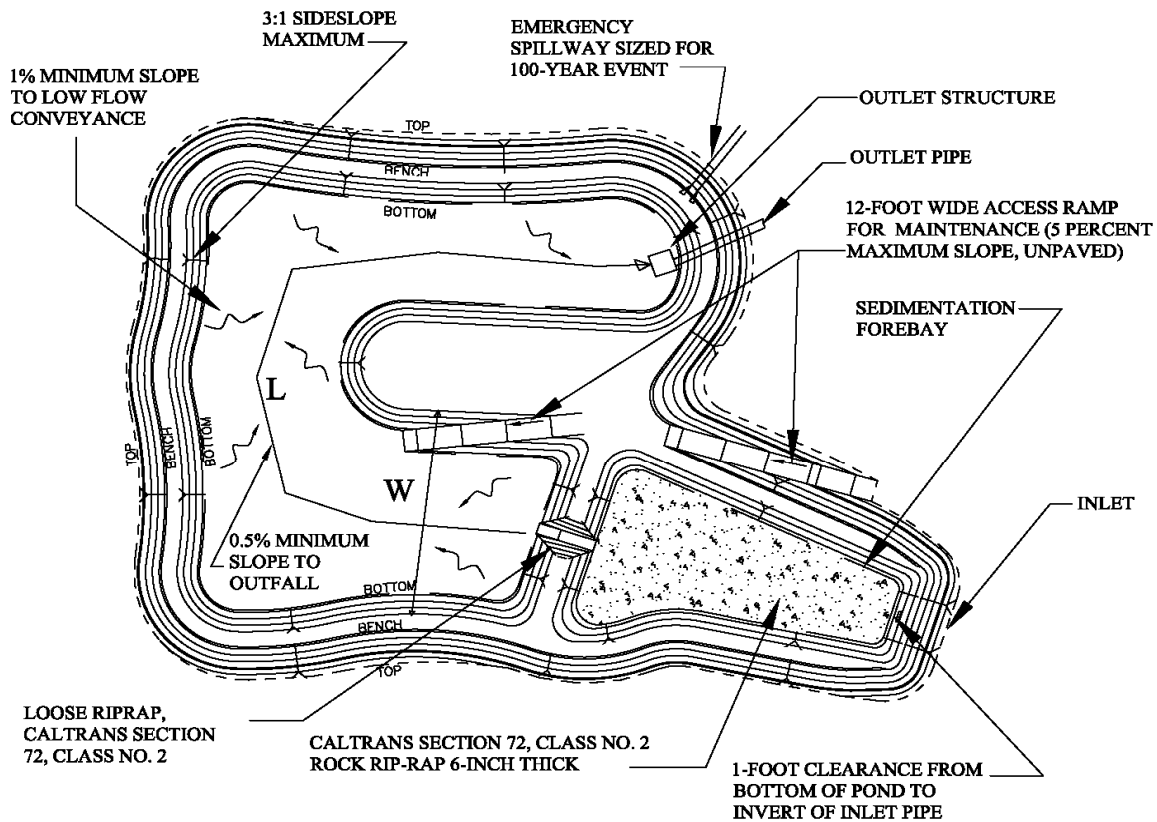 3:1 SIDESLOPE
MAXIMUM
EMERGENCY
SPILLWAY SIZED FOR
100-YEAR EVENT
1% MINIMUM SLOPE
TO LOW FLOW
CONVEYANCE
OUTLET STRUCTURE
OUTLET PIPE
12-FOOT WIDE ACCESS RAMP
FOR MAINTENANCE (5 PERCENT
MAXIMUM SLOPE, UNPAVED)
SEDIMENTATION
FOREBAY
TOP
BENCH
BOTTOM
L
W
TOP
BENCH
BOTTOM
INLET
0.5% MINIMUM
SLOPE TO
OUTFALL
BOTTOM
BENCH
TOP
LOOSE RIPRAP,
CALTRANS SECTION
72, CLASS NO. 2
CALTRANS SECTION 72, CLASS NO. 2
ROCK RIP-RAP 6-INCH THICK
1-FOOT CLEARANCE FROM
BOTTOM OF POND TO
INVERT OF INLET PIPE